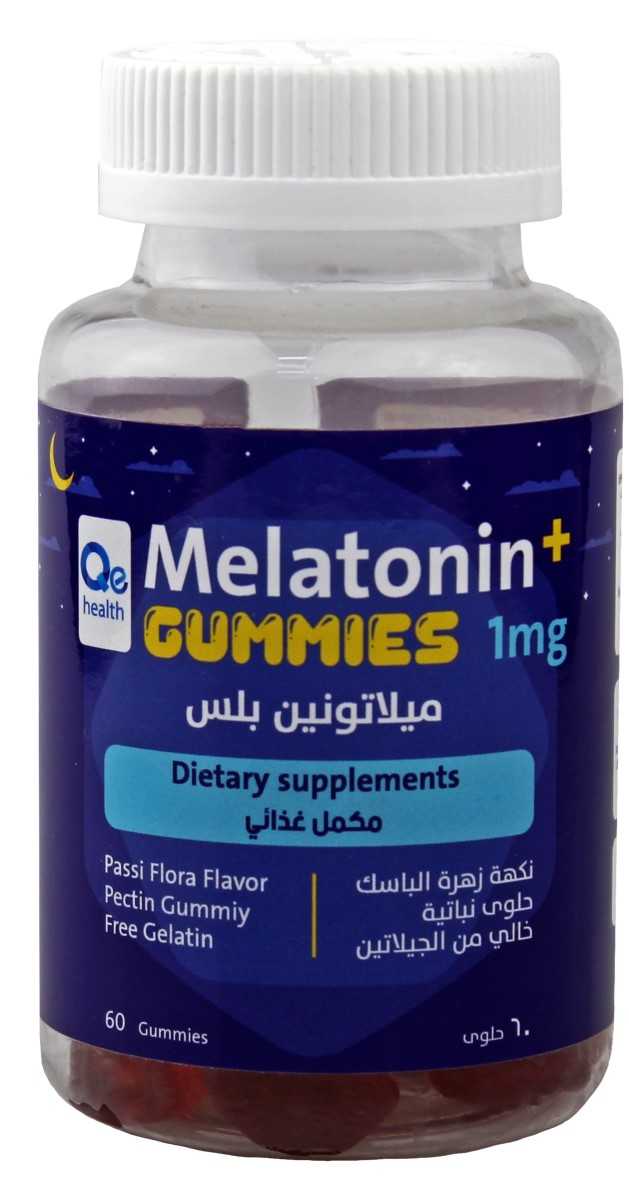 Qe
health
Melatonin+
GUMMIES 1mg
ميلاتونين بلس
Dietary supplements
مكمل غذائي
Passi Flora Flavor
Pectin Gummiy
Free Gelatin
نكهة زهرة الباسك
حلوى نباتية
خالي من الجيلاتين
60 Gummies
٦٠ حلوى